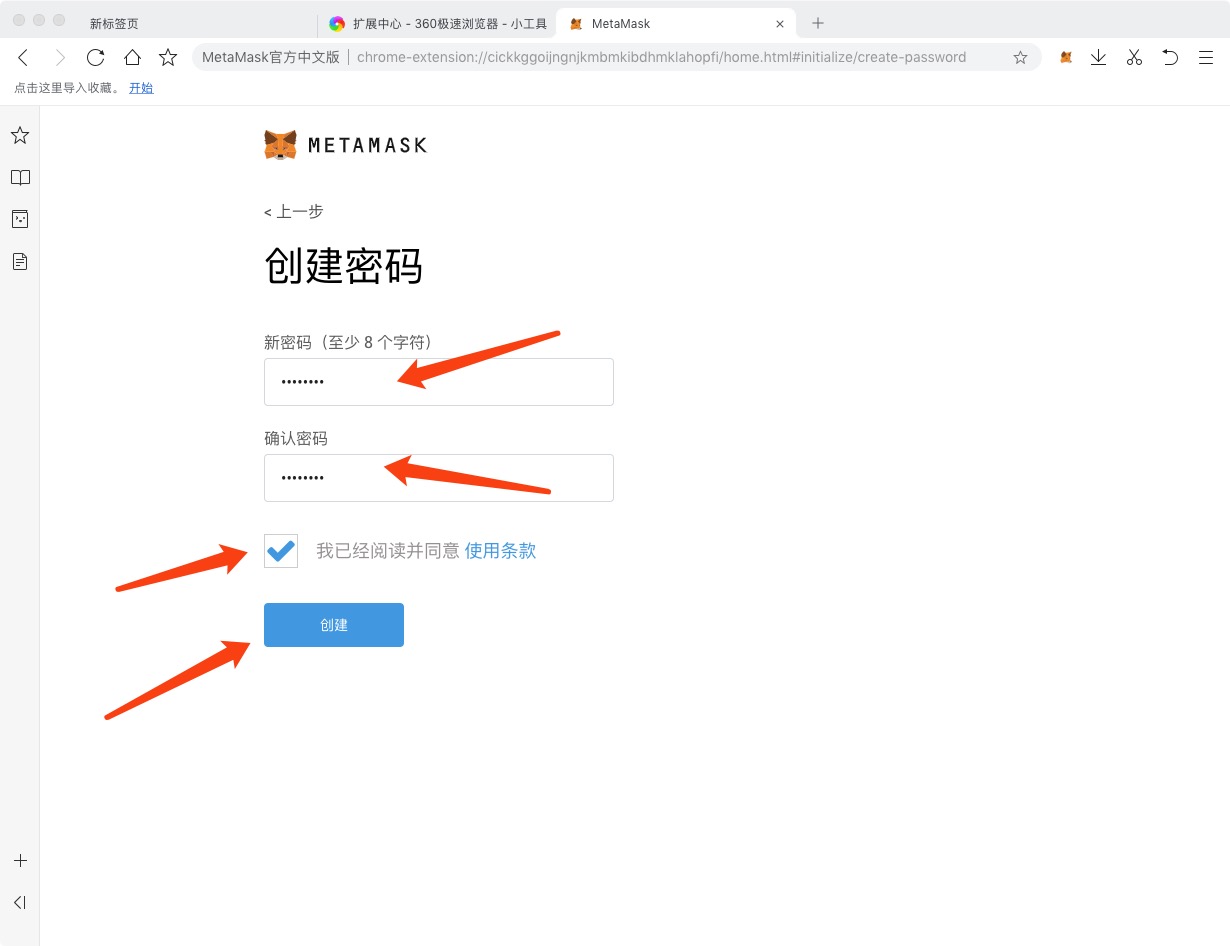 新标签页
扩展中心 - 360极速浏览器 - 小工具
MetaMask
MetaMask官方中文版
chrome-extension://cickkggoijngnjkmbmkibdhmklahopfi/home.html#initialize/create-password
点击这里导入收藏。 开始
METAMASK
< 上一步
创建密码
新密码（至少 8 个字符）
••••••••
确认密码
••••••••
我已经阅读并同意 使用条款
创建